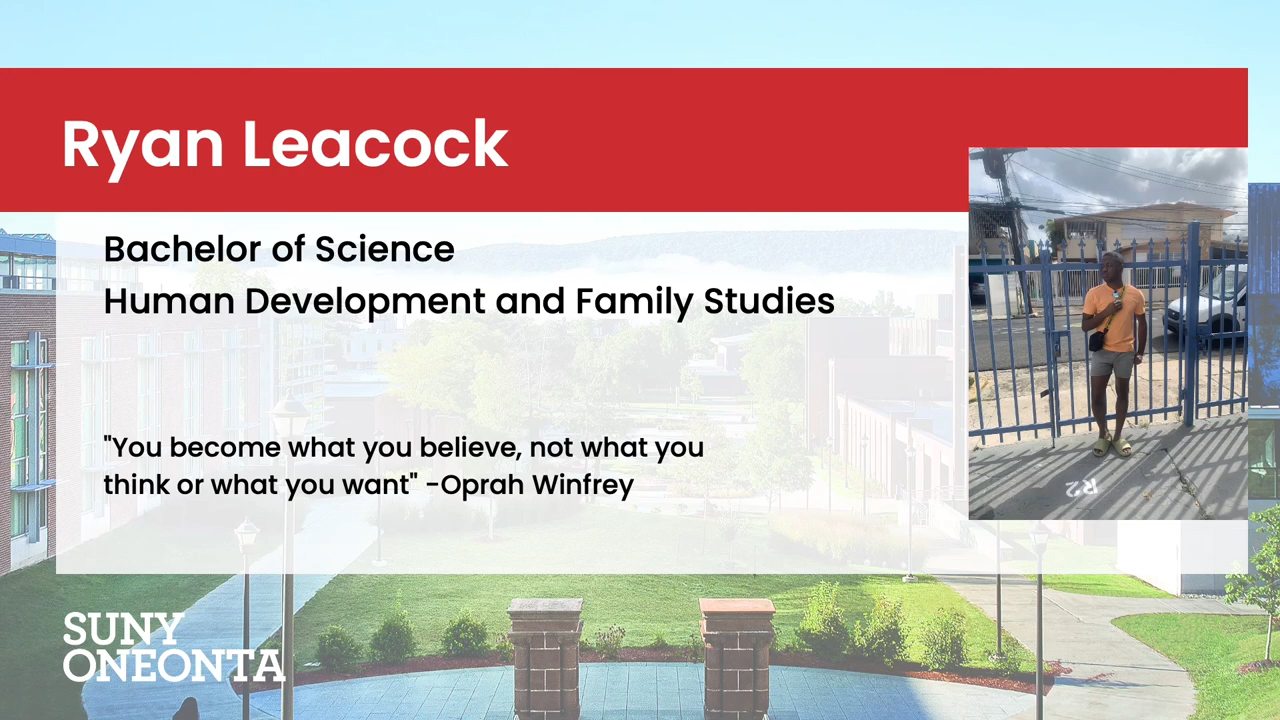 Ryan Leacock
Bachelor of Science
Human Development and Family Studies
"You become what you believe, not what you
think or what you want" -Oprah Winfrey
R2
SUNY
ONEONTA